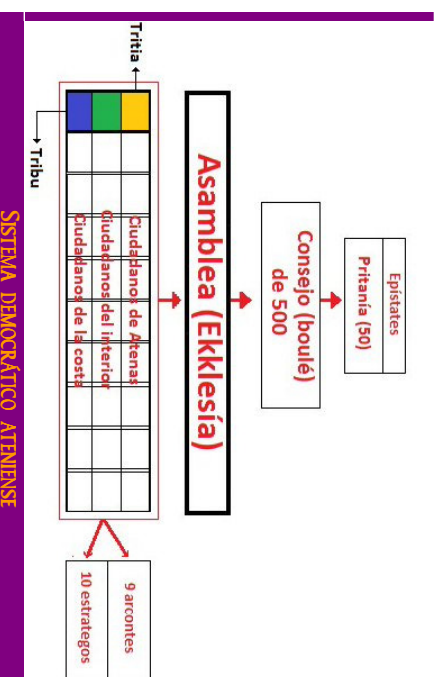 SISTEMA DEMOCRÁTICO ATENIENSE
Epístates
Pritanía (50)
Consejo (boulé)
de 500
Asamblea (Ekklesía)
Tritia
Ciudadanos de Atenas
Ciudadanos del interior
Ciudadanos de la costa
Tribu
9 arcontes
10 estrategos